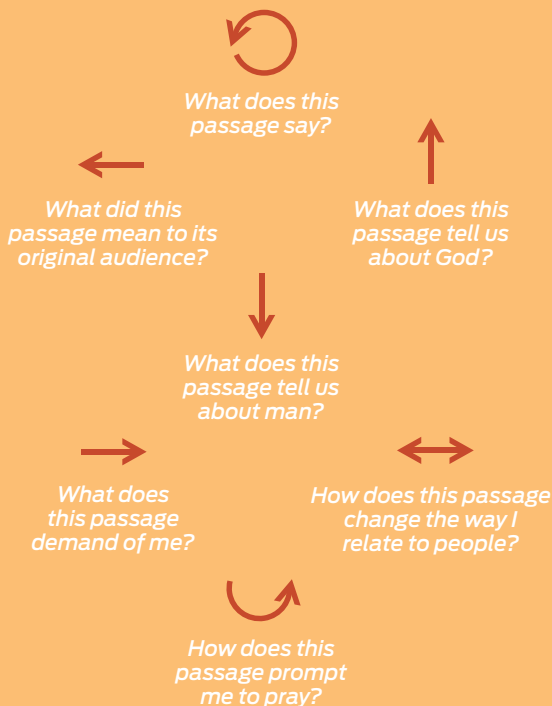 What does this
passage say?
What did this
passage mean to its
original audience?
What does this
passage tell us
about God?
What does this
passage tell us
about man?
What does
this passage
demand of me?
How does this passage
change the way I
relate to people?
How does this
passage prompt
me to pray?